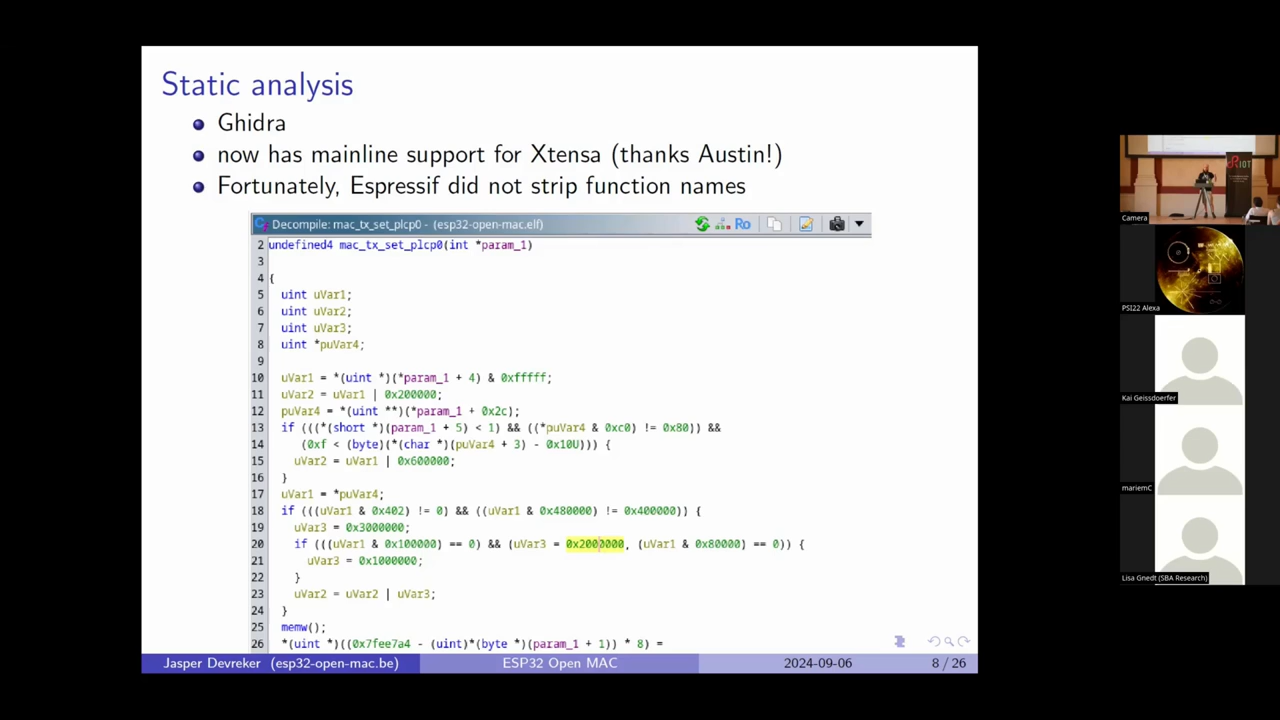 Static analysis
Ghidra
now has mainline support for Xtensa (thanks Austin!)
Fortunately, Espressif did not strip function names
Decompile: mac_tx_set_plcp0 - (esp32-open-mac.elf)
Ro
2 undefined4 mac_tx_set_plcp0(int *param_1)
3
4 {
5 uint uVar1;
6 uint uVar2;
7 uint uVar3;
8 uint *puVar4;
9
10 uVar1 = *(uint *)(*param_1 + 4) & 0xfffff;
11 uVar2 = uVar1 | 0x200000;
12 puVar4 = *(uint **)(*param_1 + 0x2c);
13 if (((*(short *)(param_1 + 5) < 1) && ((*puVar4 & 0xc0) != 0x80)) &&
14 (0xf < (byte)(*(char *)(puVar4 + 3) - 0x10U))) {
15 uVar2 = uVar1 | 0x600000;
16 }
17 uVar1 = *puVar4;
18 if (((uVar1 & 0x402) != 0) && ((uVar1 & 0x480000) != 0x400000)) {
19 uVar3 = 0x3000000;
20 if (((uVar1 & 0x100000) == 0) && (uVar3 = 0x2000000, (uVar1 & 0x80000) == 0)) {
21 uVar3 = 0x1000000;
22 }
23 uVar2 = uVar2 | uVar3;
24 }
25 memw();
26 *(uint *)((0x7fee7a4 - (uint)*(byte *)(param_1 + 1)) * 8) =
Jasper Devreker (esp32-open-mac.be)
ESP32 Open MAC
2024-09-06
8 / 26
RIOT
Camera
PSI22 Alexa
Kai Geissdoerfer
mariemC
Lisa Gnedt (SBA Research)